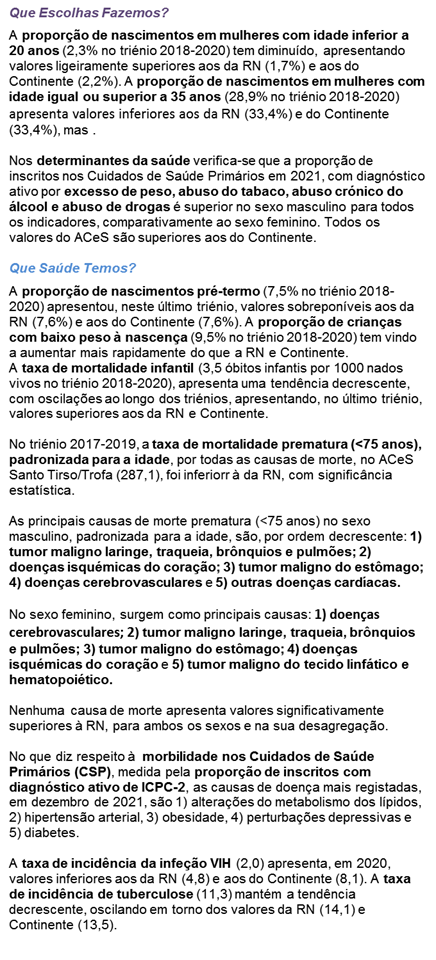 Que Escolhas Fazemos?
A proporção de nascimentos em mulheres com idade inferior a
20 anos (2,3% no triénio 2018-2020) tem diminuído, apresentando
valores ligeiramente superiores aos da RN (1,7%) e aos do
Continente (2,2%). A proporção de nascimentos em mulheres com
idade igual ou superior a 35 anos (28,9% no triénio 2018-2020)
apresenta valores inferiores aos da RN (33,4%) e do Continente
(33,4%), mas .
Nos determinantes da saúde verifica-se que a proporção de
inscritos nos Cuidados de Saúde Primários em 2021, com diagnóstico
ativo por excesso de peso, abuso do tabaco, abuso crónico do
álcool e abuso de drogas é superior no sexo masculino para todos
os indicadores, comparativamente ao sexo feminino. Todos os
valores do ACeS são superiores aos do Continente.
Que Saúde Temos?
A proporção de nascimentos pré-termo (7,5% no triénio 2018-
2020) apresentou, neste último triénio, valores sobreponíveis aos da
RN (7,6%) e aos do Continente (7,6%). A proporção de crianças
com baixo peso à nascença (9,5% no triénio 2018-2020) tem vindo
a aumentar mais rapidamente do que a RN e Continente.
A taxa de mortalidade infantil (3,5 óbitos infantis por 1000 nados
vivos no triénio 2018-2020), apresenta uma tendência decrescente,
com oscilações ao longo dos triénios, apresentando, no último triénio,
valores superiores aos da RN e Continente.
No triénio 2017-2019, a taxa de mortalidade prematura (<75 anos),
padronizada para a idade, por todas as causas de morte, no ACeS
Santo Tirso/Trofa (287,1), foi inferiorr à da RN, com significância
estatística.
As principais causas de morte prematura (<75 anos) no sexo
masculino, padronizada para a idade, são, por ordem decrescente: 1)
tumor maligno laringe, traqueia, brônquios e pulmões; 2)
doenças isquémicas do coração; 3) tumor maligno do estômago;
4) doenças cerebrovasculares e 5) outras doenças cardíacas.
No sexo feminino, surgem como principais causas: 1) doenças
cerebrovasculares; 2) tumor maligno laringe, traqueia, brônquios
e pulmões; 3) tumor maligno do estômago; 4) doenças
isquémicas do coração e 5) tumor maligno do tecido linfático e
hematopoiético.
Nenhuma causa de morte apresenta valores significativamente
superiores à RN, para ambos os sexos e na sua desagregação.
No que diz respeito à morbilidade nos Cuidados de Saúde
Primários (CSP), medida pela proporção de inscritos com
diagnóstico ativo de ICPC-2, as causas de doença mais registadas,
em dezembro de 2021, são 1) alterações do metabolismo dos lípidos,
2) hipertensão arterial, 3) obesidade, 4) perturbações depressivas e
5) diabetes.
A taxa de incidência da infeção VIH (2,0) apresenta, em 2020,
valores inferiores aos da RN (4,8) e aos do Continente (8,1). A taxa
de incidência de tuberculose (11,3) mantém a tendência
decrescente, oscilando em torno dos valores da RN (14,1) e
Continente (13,5).